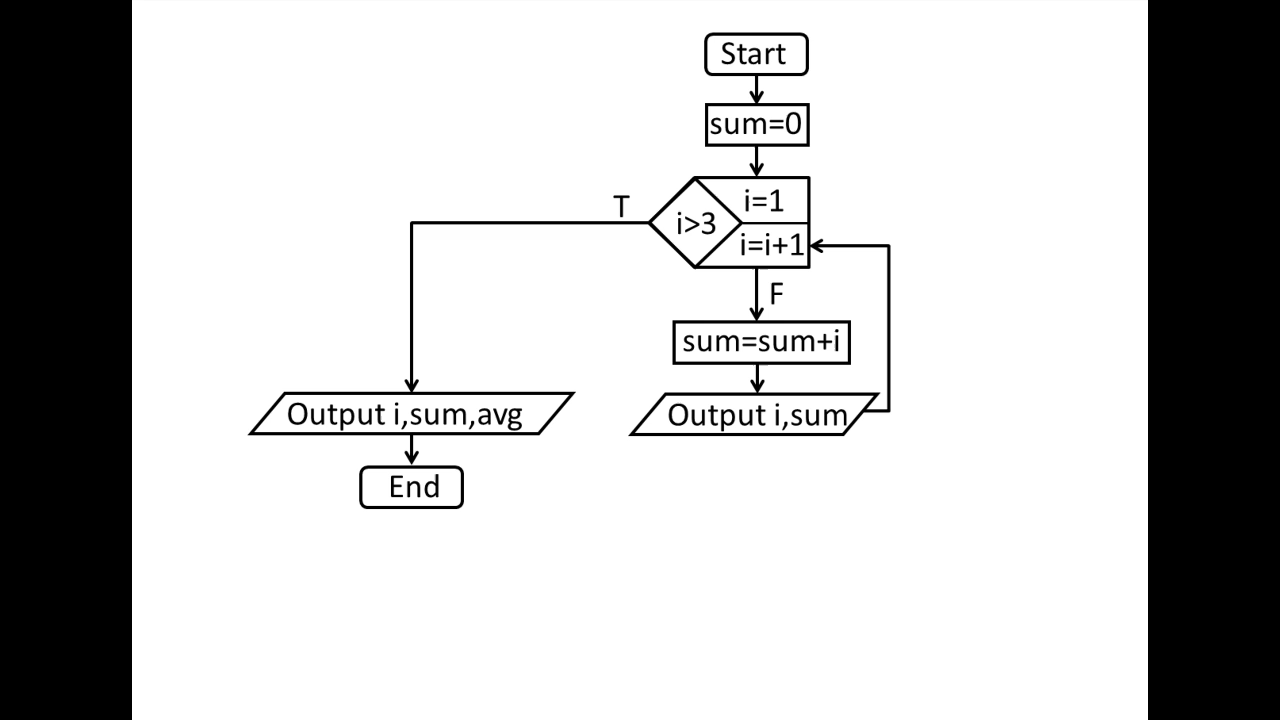 Start
sum=0
T
i>3
i=1
i=i+1
F
sum=sum+i
Output i,sum,avg
Output i,sum
End